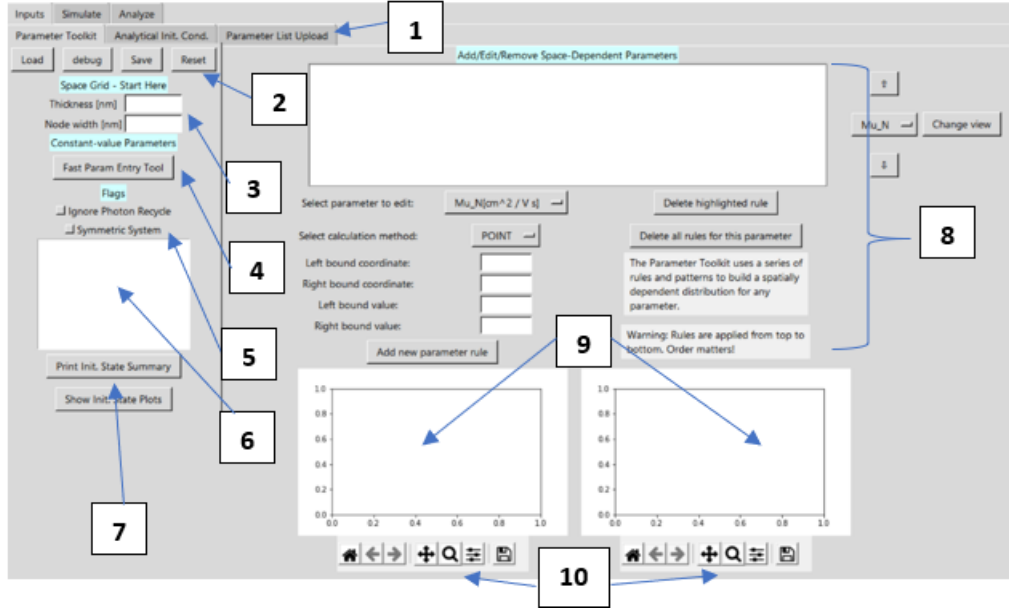 Inputs Simulate Analyze
Parameter Toolkit Analytical Init. Cond. Parameter List Upload
1
Load debug Save Reset
Add/Edit/Remove Space-Dependent Parameters
2
Space Grid - Start Here
Thickness [nm]
Node width [nm]
Constant-value Parameters
Fast Param Entry Tool
3
Flags
Ignore Photon Recycle
Symmetric System
4
5
6
Print Init. State Summary
Show Init. State Plots
7
⇑
Mu_N Change view
⇓
8
Select parameter to edit: Mu_N[cm^2 / V s] Delete highlighted rule
Select calculation method: POINT Delete all rules for this parameter
Left bound coordinate:
Right bound coordinate:
Left bound value:
Right bound value:
Add new parameter rule
The Parameter Toolkit uses a series of
rules and patterns to build a spatially
dependent distribution for any
parameter.
Warning: Rules are applied from top to
bottom. Order matters!
9
1.0
0.8
0.6
0.4
0.2
0.0
0.0 0.2 0.4 0.6 0.8 1.0
1.0
0.8
0.6
0.4
0.2
0.0
0.0 0.2 0.4 0.6 0.8 1.0
10